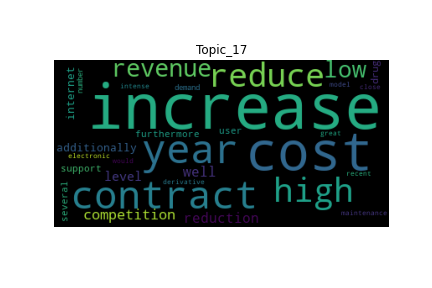 Topic_17
revenue
low
drug
internet
number
intense
demand
reduce
model
close
increase
furthermore
user
great
additionally
year
cost
electronic
would
support
level
well
derivative
recent
several
contract
high
competition
reduction
maintenance